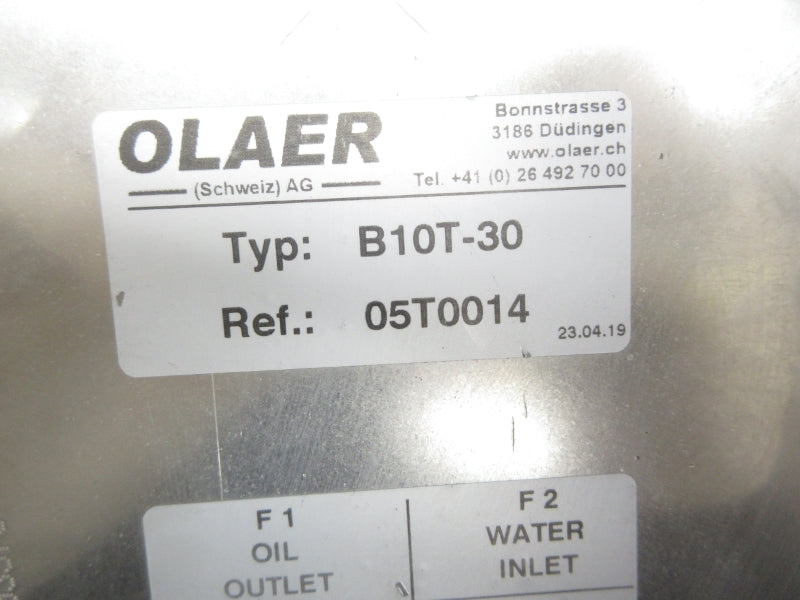 OLAER
(Schweiz) AG
Bonnstrasse 3
3186 Düdingen
www.olaer.ch
Tel. +41 (0) 26 492 70 00
Typ: B10T-30
Ref.: 05T0014
23.04.19
F 1
OIL
OUTLET
F 2
WATER
INLET